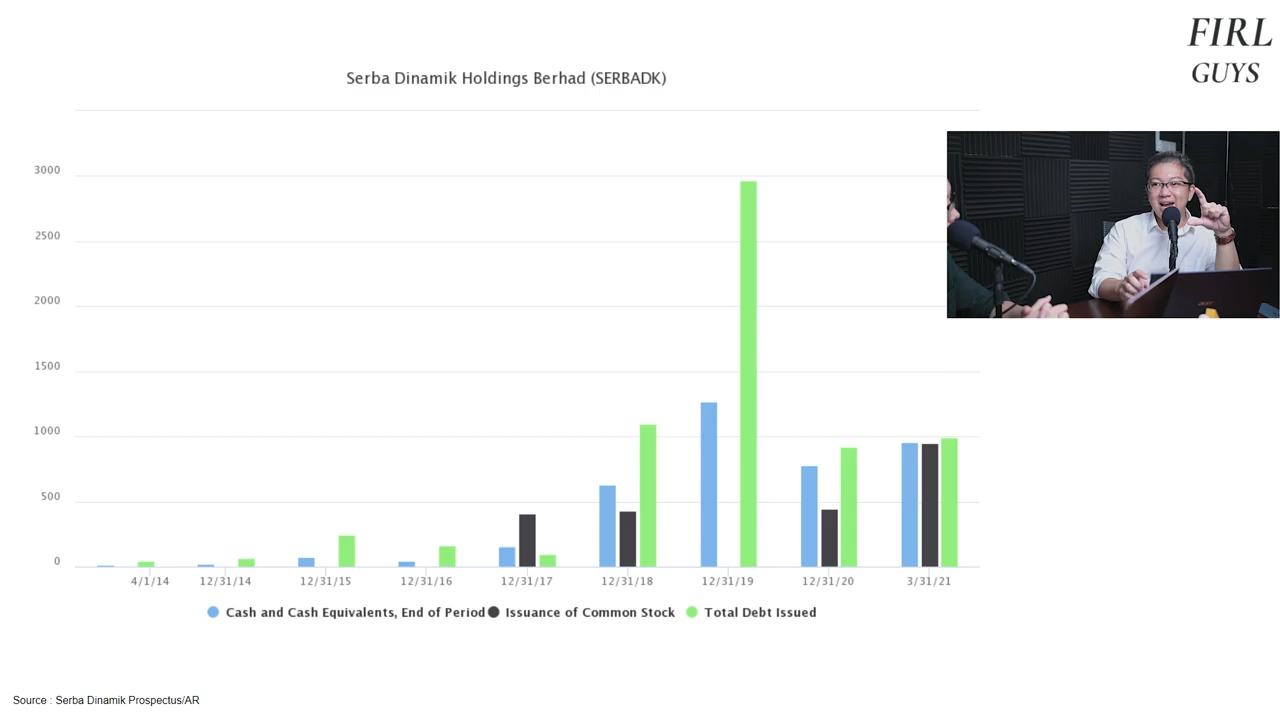 FIRL
GUYS
Serba Dinamik Holdings Berhad (SERBADK)
3000
2500
2000
1500
1000
500
0
4/1/14 12/31/14 12/31/15 12/31/16 12/31/17 12/31/18 12/31/19 12/31/20 3/31/21
Cash and Cash Equivalents, End of Period Issuance of Common Stock Total Debt Issued
Source : Serba Dinamik Prospectus/AR
acer